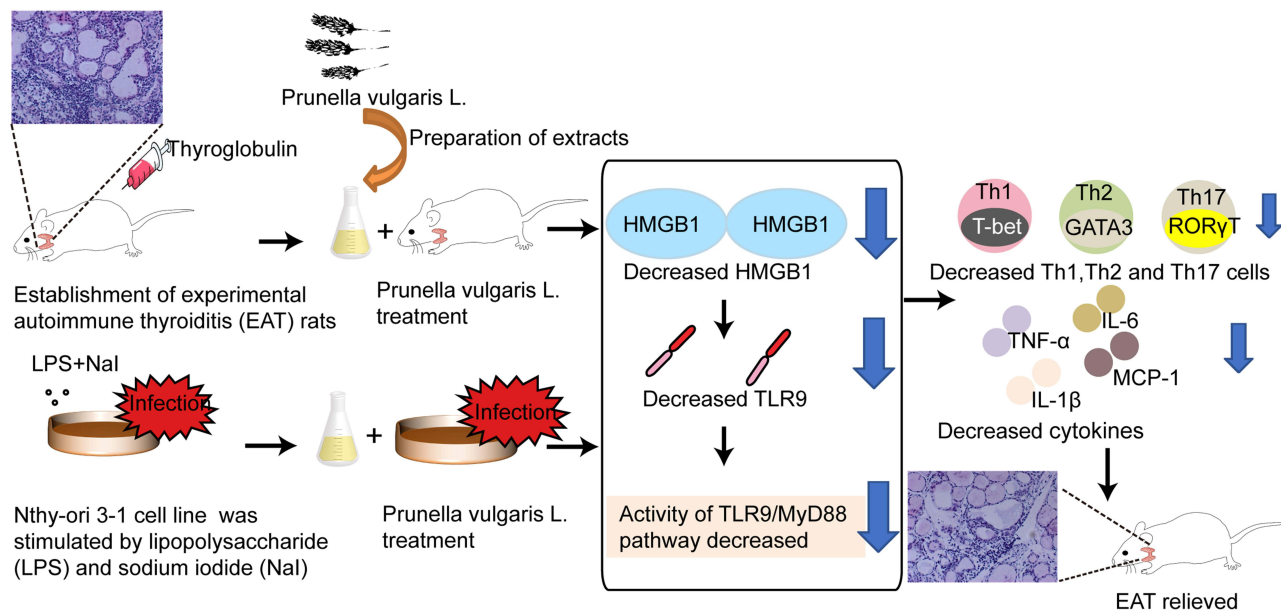 Prunella vulgaris L.
Thyroglobulin
Preparation of extracts
Establishment of experimental
autoimmune thyroiditis (EAT) rats
+
Prunella vulgaris L.
treatment
LPS+NaI
Infection
+
Infection
Nthy-ori 3-1 cell line was
stimulated by lipopolysaccharide
(LPS) and sodium iodide (NaI)
Prunella vulgaris L.
treatment
HMGB1 HMGB1
Decreased HMGB1
Decreased TLR9
Activity of TLR9/MyD88
pathway decreased
Th1 Th2 Th17
T-bet GATA3 RORγT
Decreased Th1,Th2 and Th17 cells
TNF-α
IL-6
MCP-1
IL-1β
Decreased cytokines
EAT relieved